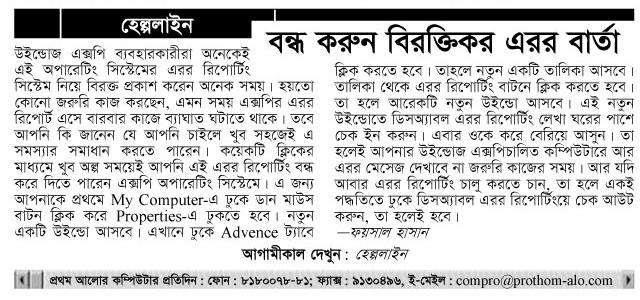 হেল্পলাইন
বন্ধ করুন বিরক্তিকর এরর বার্তা
উইন্ডোজ এক্সপি ব্যবহারকারীরা অনেকেই
এই অপারেটিং সিস্টেমের এরর রিপোর্টিং
সিস্টেম নিয়ে বিরক্ত প্রকাশ করেন অনেক সময়। হয়তো
কোনো জরুরি কাজ করছেন, এমন সময় এক্সপির এরর
রিপোর্ট এসে বারবার কাজে ব্যাঘাত ঘটাতে থাকে। তবে
আপনি কি জানেন যে আপনি চাইলে খুব সহজেই এ
সমস্যার সমাধান করতে পারেন। কয়েকটি ক্লিকের
মাধ্যমে খুব অল্প সময়েই আপনি এই এরর রিপোর্টিং বন্ধ
করে দিতে পারেন এক্সপি অপারেটিং সিস্টেমে। এ জন্য
আপনাকে প্রথমে My Computer-এ ঢুকে ডান মাউস
বাটন ক্লিক করে Properties-এ ঢুকতে হবে। নতুন
একটি উইন্ডো আসবে। এখানে ঢুকে Advence ট্যাবে
ক্লিক করতে হবে। তাহলে নতুন একটি তালিকা আসবে।
তালিকা থেকে এরর রিপোর্টিং বাটনে ক্লিক করতে হবে।
তা হলে আরেকটি নতুন উইন্ডো আসবে। এই নতুন
উইন্ডোতে ডিসঅ্যাবল এরর রিপোর্টিং লেখা ঘরের পাশে
চেক ইন করুন। এবার ওকে করে বেরিয়ে আসুন। তা
হলেই আপনার উইন্ডোজ এক্সপিচালিত কম্পিউটারে আর
এরর মেসেজ দেখাবে না জরুরি কাজের সময়। আর যদি
আবার এরর রিপোর্টিং চালু করতে চান, তা হলে একই
পদ্ধতিতে ঢুকে ডিসঅ্যাবল এরর রিপোর্টিংয়ে চেক আউট
করুন, তা হলেই হবে।
—ফয়সাল হাসান
আগামীকাল দেখুন : হেল্পলাইন
প্রথম আলোর কম্পিউটার প্রতিদিন : ফোন : ৮১৮০০৭৮-৮১; ফ্যাক্স : ৯১৩০৪৯৬, ই-মেইল : compro@prothom-alo.com